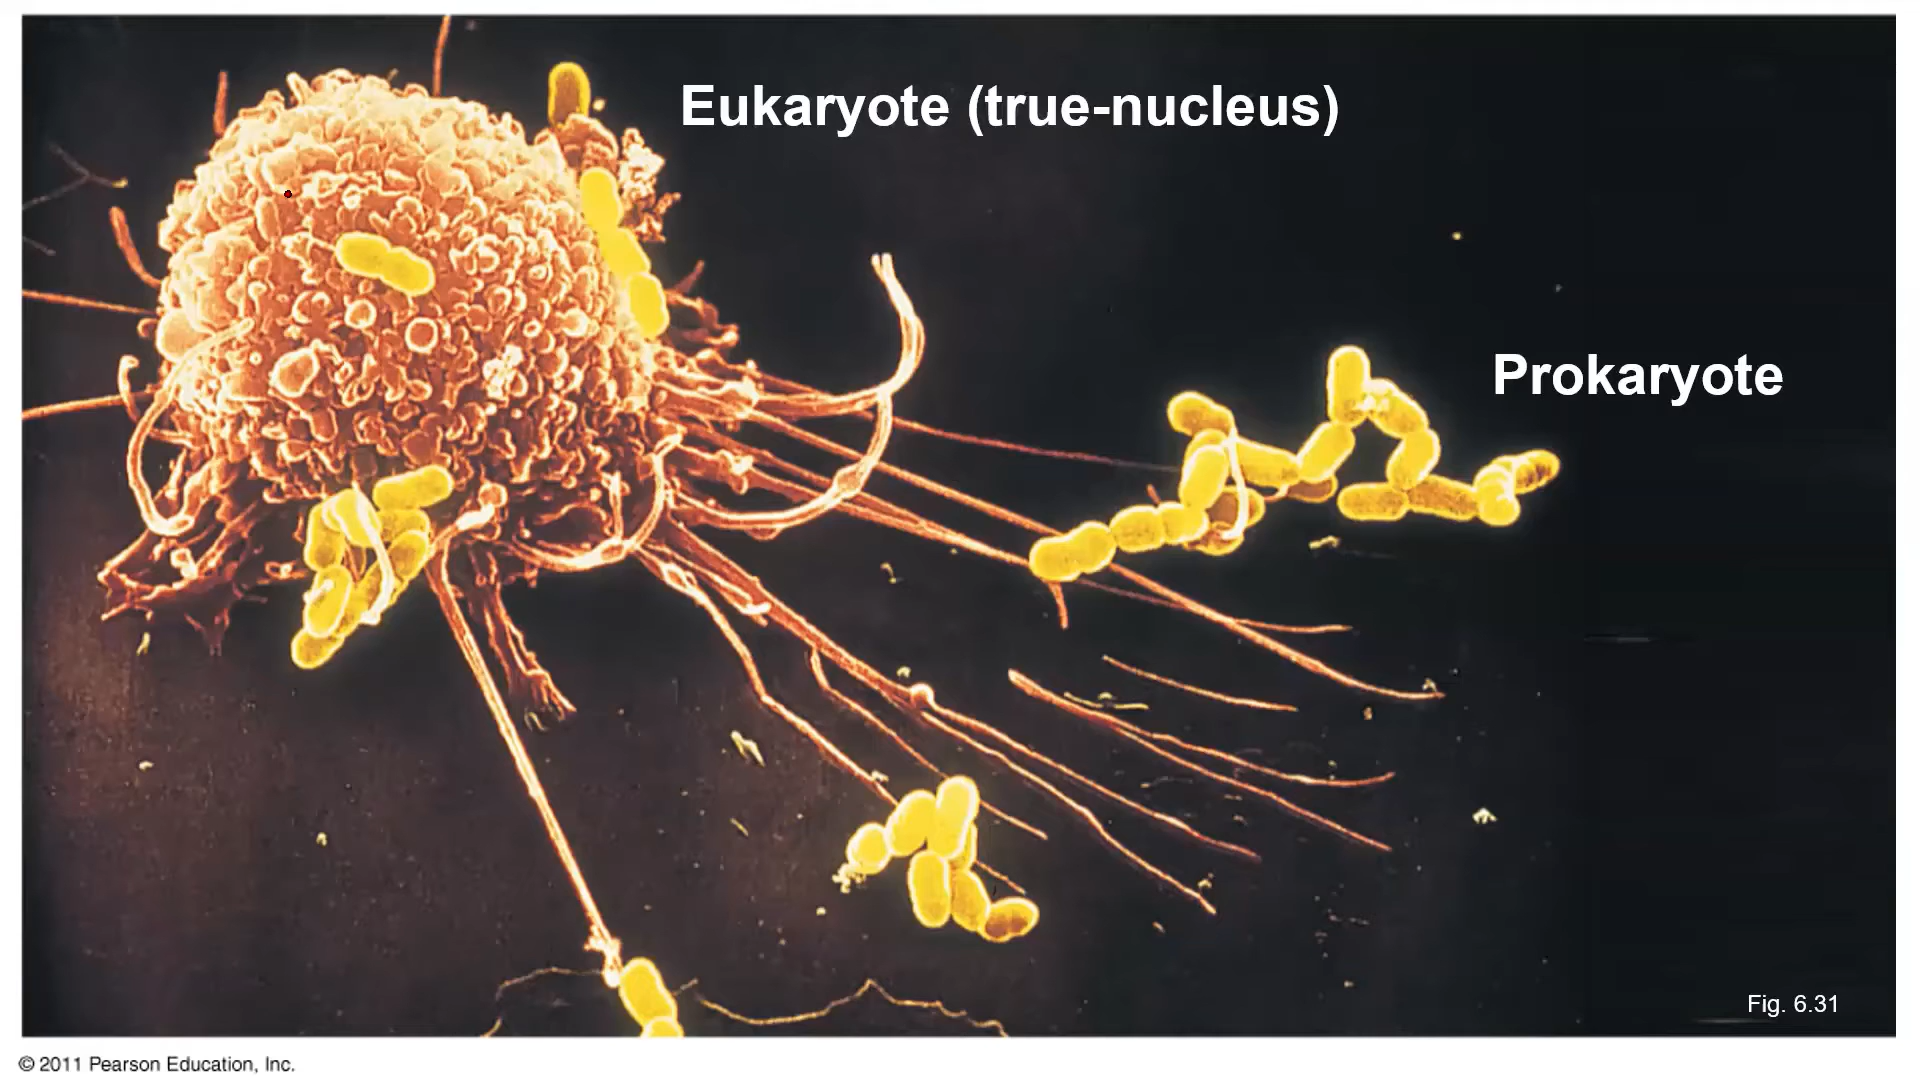 Eukaryote (true-nucleus)
Prokaryote
Fig. 6.31
© 2011 Pearson Education, Inc.